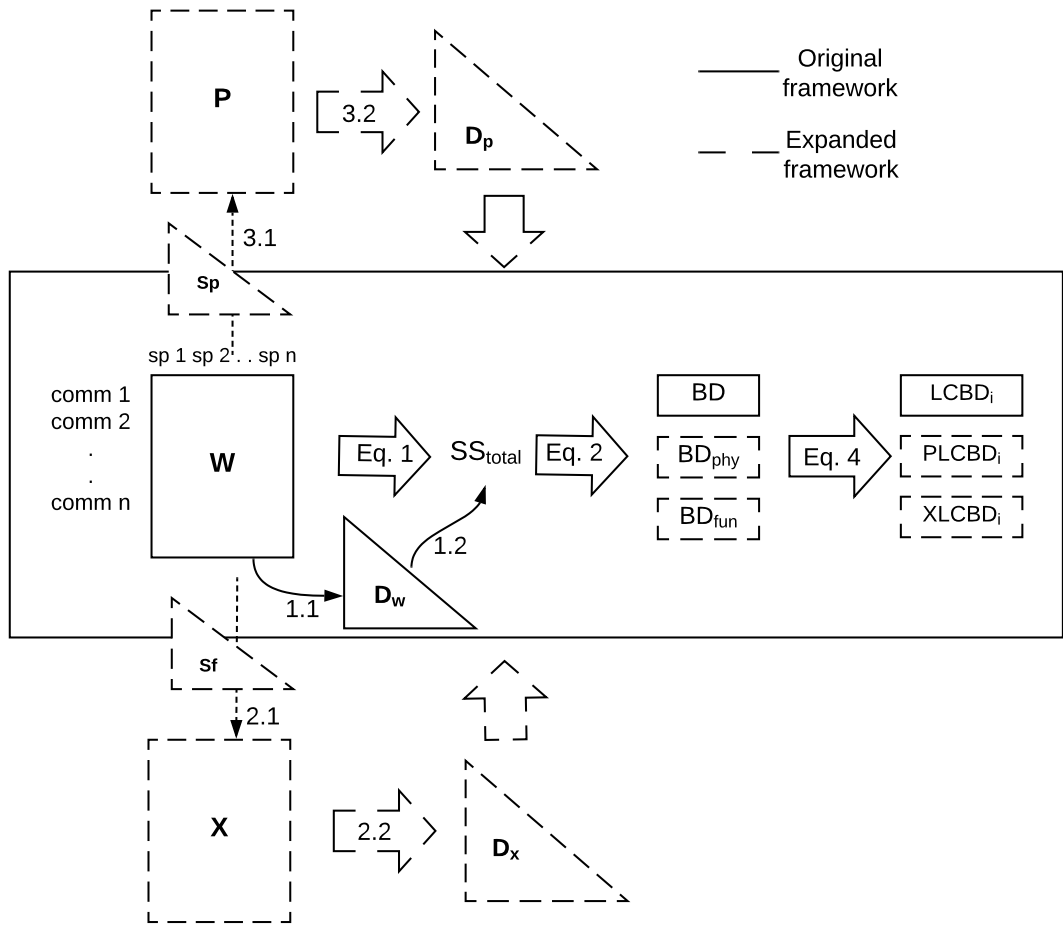 P
3.2
Dp
Original
framework
Expanded
framework
3.1
Sp
sp 1 sp 2 . . sp n
comm 1
comm 2
.
.
comm n
W
Eq. 1
SStotal
Eq. 2
BD
BDphy
BDfun
Eq. 4
LCBDi
PLCBDi
XLCBDi
1.2
1.1
Dw
Sf
2.1
X
2.2
Dx